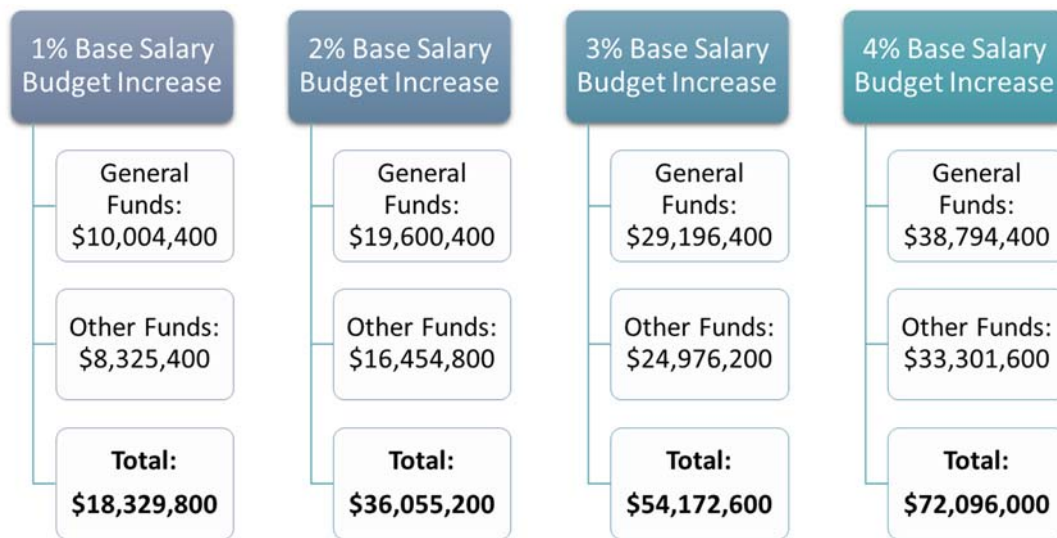 1% Base Salary
Budget Increase
General
Funds:
$10,004,400
Other Funds:
$8,325,400
Total:
$18,329,800
2% Base Salary
Budget Increase
General
Funds:
$19,600,400
Other Funds:
$16,454,800
Total:
$36,055,200
3% Base Salary
Budget Increase
General
Funds:
$29,196,400
Other Funds:
$24,976,200
Total:
$54,172,600
4% Base Salary
Budget Increase
General
Funds:
$38,794,400
Other Funds:
$33,301,600
Total:
$72,096,000